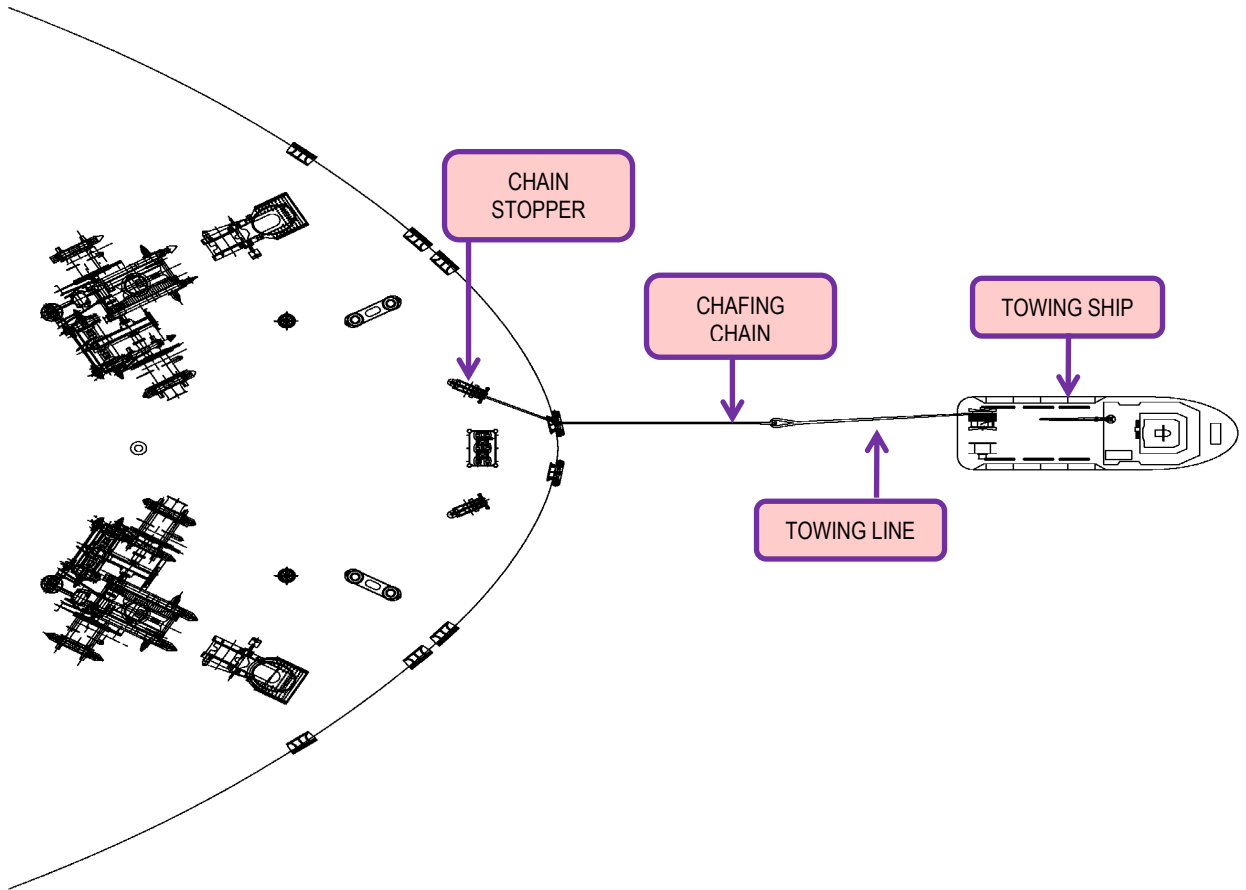 CHAIN
STOPPER
CHAFING
CHAIN
TOWING SHIP
TOWING LINE